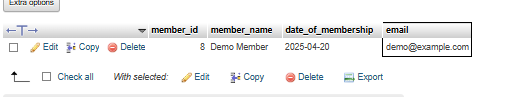 Extra options
←T→ member_id member_name date_of_membership email
Edit Copy Delete 8 Demo Member 2025-04-20 demo@example.com
Check all With selected: Edit Copy Delete Export